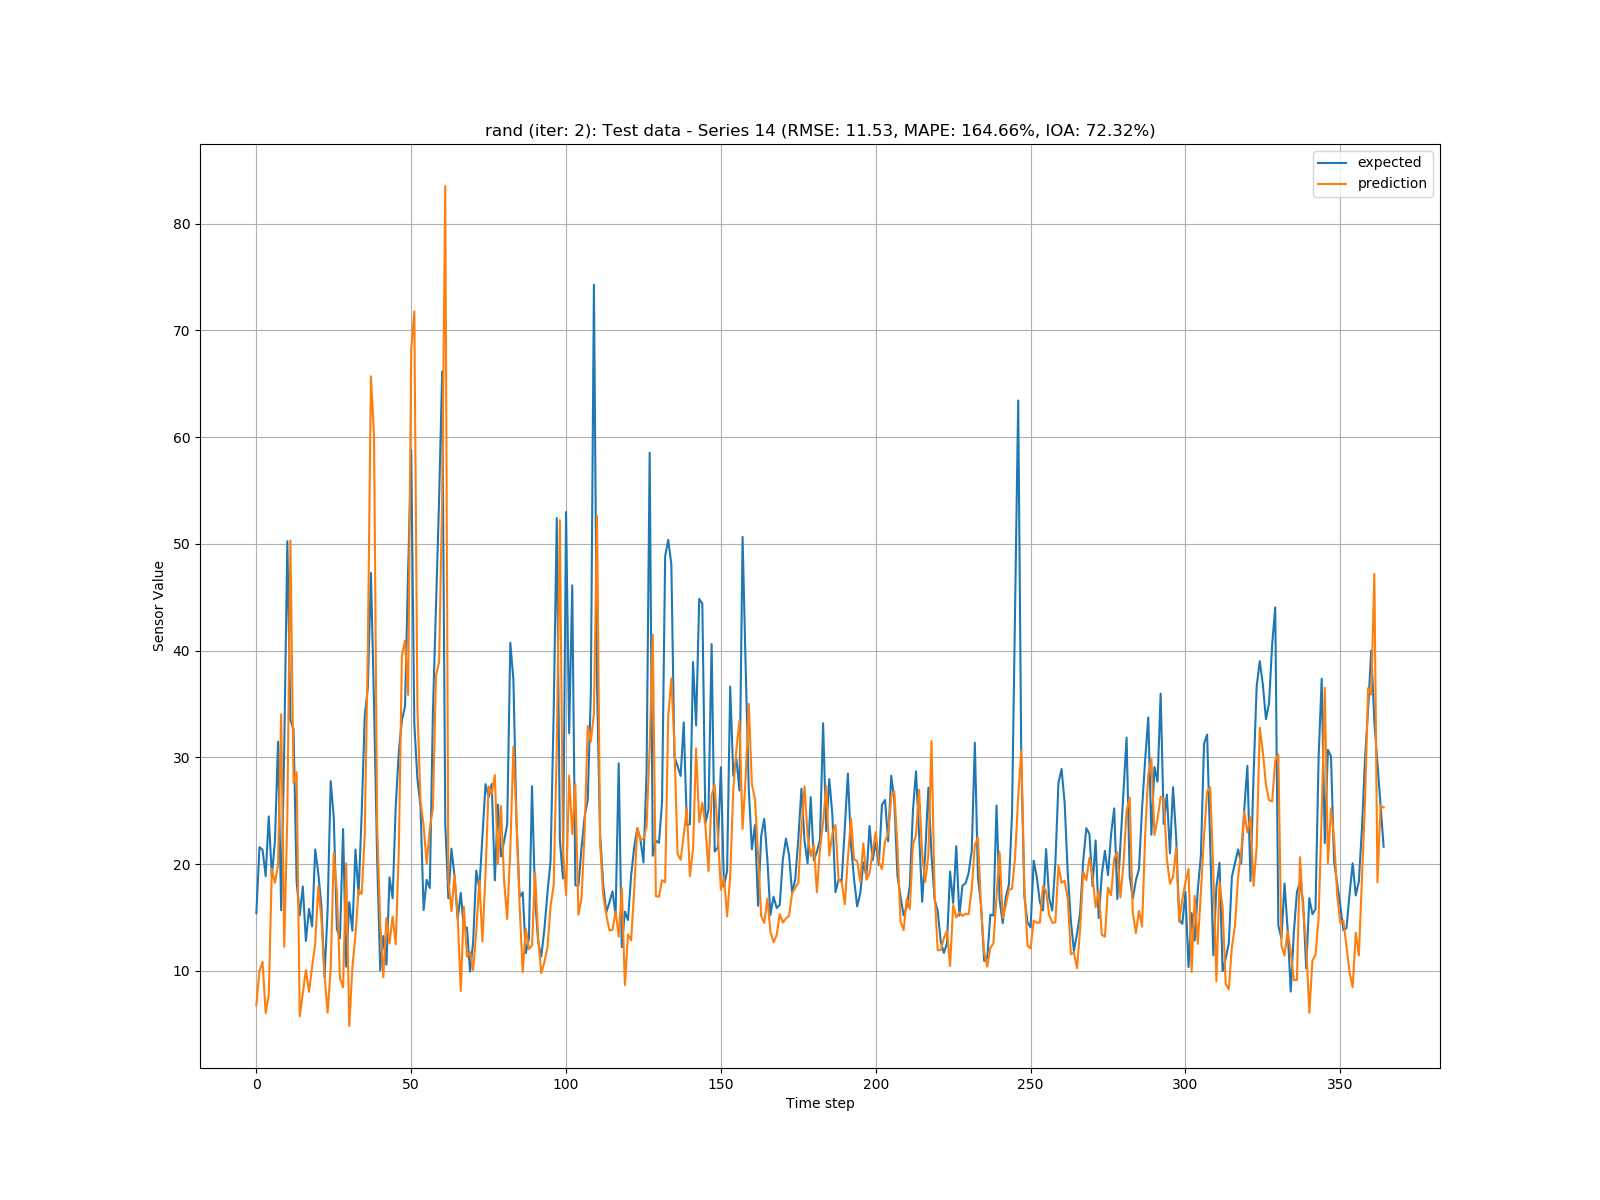 rand (iter: 2): Test data - Series 14 (RMSE: 11.53, MAPE: 164.66%, IOA: 72.32%)
expected
prediction
80
70
60
50
40
30
20
10
Sensor Value
0 50 100 150 200 250 300 350
Time step